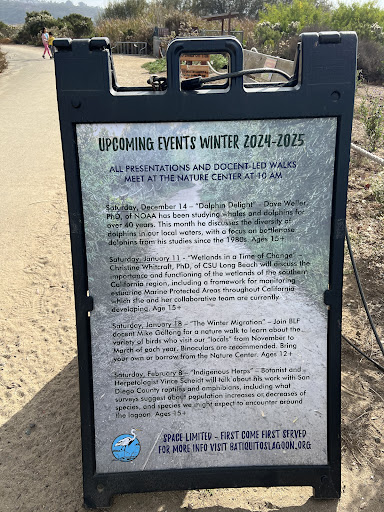 UPCOMING EVENTS WINTER 2024-2025
ALL PRESENTATIONS AND DOCENT-LED WALKS
MEET AT THE NATURE CENTER AT 10 AM
Saturday, December 14 – "Dolphin Delight" – Dave Weller,
PhD, of NOAA has been studying whales and dolphins for
over 40 years. This month he discusses the diversity of
dolphins in our local waters, with a focus on bottlenose
dolphins from his studies since the 1980s. Ages 15+
Saturday, January 11 – "Wetlands in a Time of Change"
Christine Whitcraft, PhD, of CSU Long Beach will discuss the
importance and functioning of the wetlands of the southern
California region, including a framework for monitoring
estuarine Marine Protected Areas throughout California
which she and her collaborative team are currently
developing. Age 15+
Saturday, January 18 – "The Winter Migration" – Join BLF
docent Mike Gollong for a nature walk to learn about the
variety of birds who visit our "locals" from November to
March of each year. Binoculars are recommended. Bring
your own or borrow from the Nature Center. Ages 12+
Saturday, February 8 – "Indigenous Herps" – Botanist and
Herpetologist Vince Scheidt will talk about his work with San
Diego County reptiles and amphibians, including what
surveys suggest about population increases or decreases of
species, and species we might expect to encounter around
the lagoon. Ages 15+
SPACE LIMITED – FIRST COME FIRST SERVED
FOR MORE INFO VISIT BATIQUITOSLAGOON.ORG